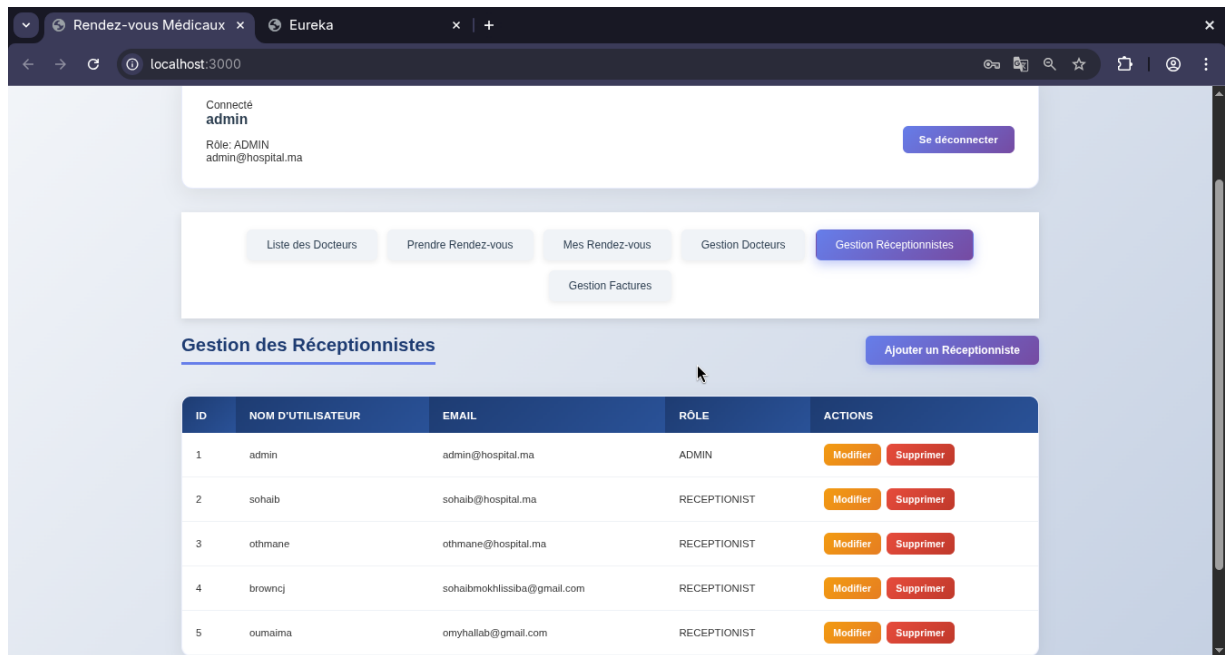 Rendez-vous Médicaux
Eureka
localhost:3000
Connecté
admin
Rôle: ADMIN
admin@hospital.ma
Se déconnecter
Liste des Docteurs
Prendre Rendez-vous
Mes Rendez-vous
Gestion Docteurs
Gestion Réceptionnistes
Gestion Factures
Gestion des Réceptionnistes
Ajouter un Réceptionniste
ID NOM D'UTILISATEUR EMAIL RÔLE ACTIONS
1 admin admin@hospital.ma ADMIN Modifier Supprimer
2 sohaib sohaib@hospital.ma RECEPTIONIST Modifier Supprimer
3 othmane othmane@hospital.ma RECEPTIONIST Modifier Supprimer
4 browncj sohaibmokhlissiba@gmail.com RECEPTIONIST Modifier Supprimer
5 oumaima omyhallab@gmail.com RECEPTIONIST Modifier Supprimer